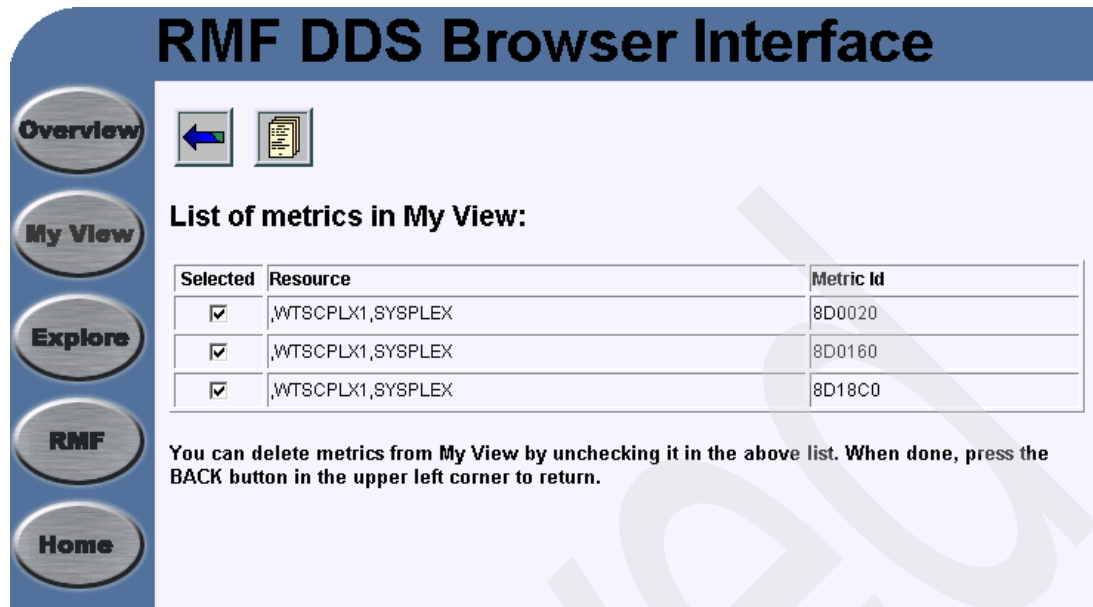 RMF DDS Browser Interface
Overview
My View
Explore
RMF
Home
List of metrics in My View:
Selected Resource Metric Id
,WTSCPLX1,SYSPLEX 8D0020
,WTSCPLX1,SYSPLEX 8D0160
,WTSCPLX1,SYSPLEX 8D18C0
You can delete metrics from My View by unchecking it in the above list. When done, press the
BACK button in the upper left corner to return.